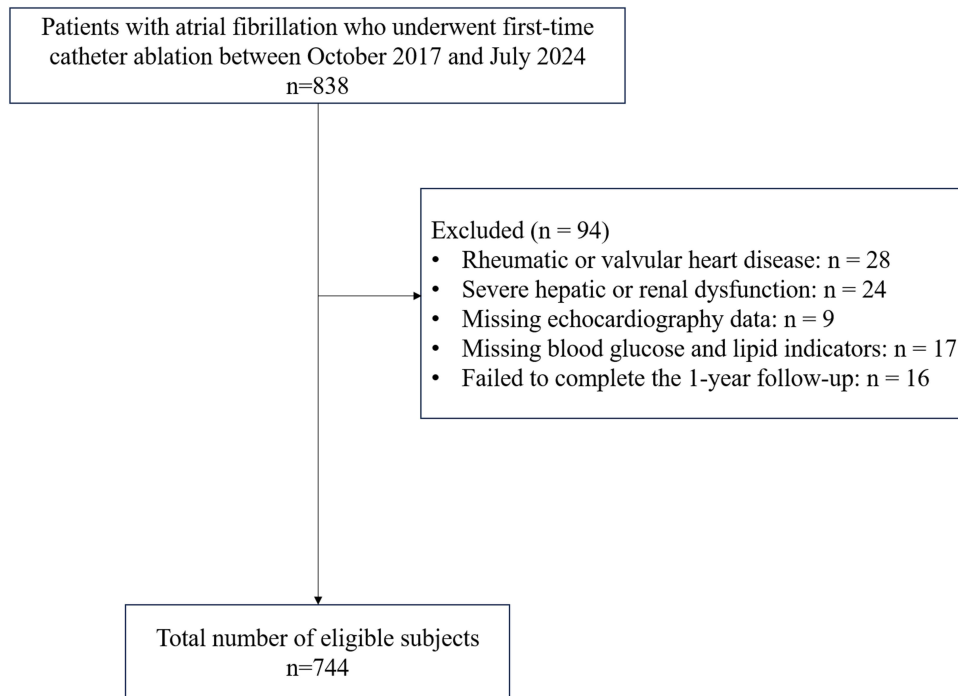 Patients with atrial fibrillation who underwent first-time
catheter ablation between October 2017 and July 2024
n=838
Excluded (n = 94)
• Rheumatic or valvular heart disease: n = 28
• Severe hepatic or renal dysfunction: n = 24
• Missing echocardiography data: n = 9
• Missing blood glucose and lipid indicators: n = 17
• Failed to complete the 1-year follow-up: n = 16
Total number of eligible subjects
n=744